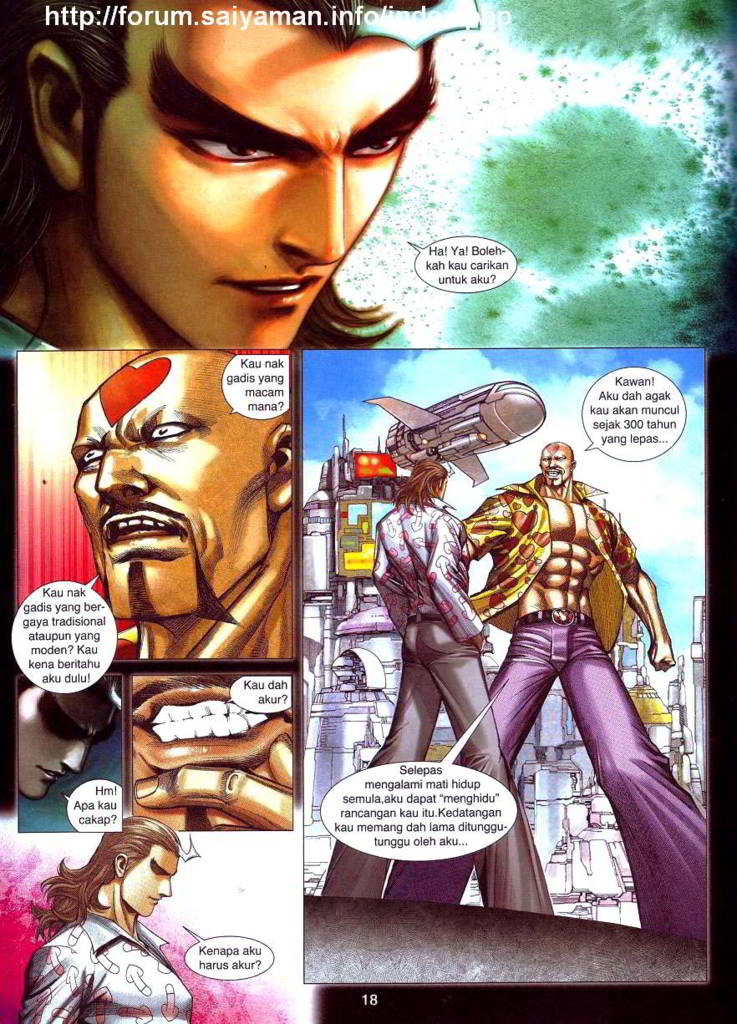 http://forum.saiyaman.info/index.php
Ha! Ya! Boleh-
kah kau carikan
untuk aku?
Kau nak
gadis yang
macam
mana?
Kau nak
gadis yang ber-
gaya tradisional
ataupun yang
moden? Kau
kena beritahu
aku dulu!
Kawan!
Aku dah agak
kau akan muncul
sejak 300 tahun
yang lepas...
Selepas
mengalami mati hidup
semula,aku dapat "menghidu"
rancangan kau itu.Kedatangan
kau memang dah lama ditunggu-
tunggu oleh aku...
Kau dah
akur?
Hm!
Apa kau
cakap?
Kenapa aku
harus akur?
18